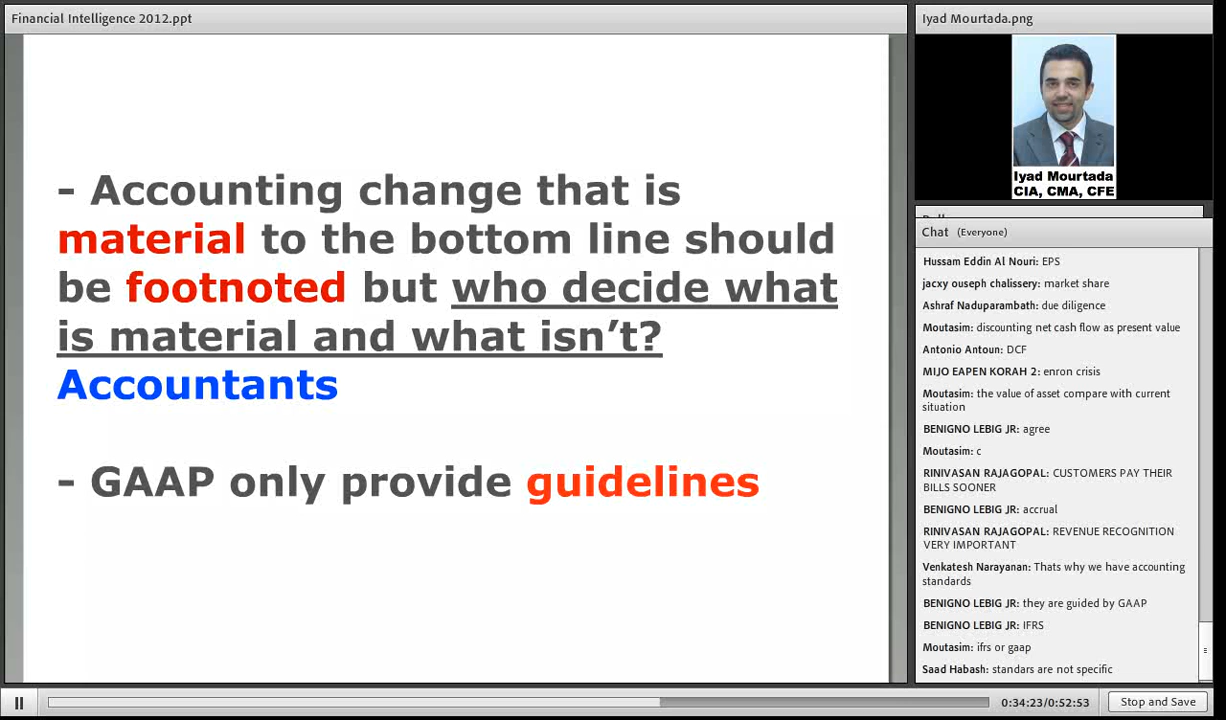 Financial Intelligence 2012.ppt
- Accounting change that is
material to the bottom line should
be footnoted but who decide what
is material and what isn’t?
Accountants
- GAAP only provide guidelines
Iyad Mourtada.png
Iyad Mourtada
CIA, CMA, CFE
Chat (Everyone)
Hussam Eddin Al Nouri: EPS
jacxy ouseph chalissery: market share
Ashraf Naduparambath: due diligence
Moutasim: discounting net cash flow as present value
Antonio Antoun: DCF
MIJO EAPEN KORAH 2: enron crisis
Moutasim: the value of asset compare with current
situation
BENIGNO LEBIG JR: agree
Moutasim: c
RINIVASAN RAJAGOPAL: CUSTOMERS PAY THEIR
BILLS SOONER
BENIGNO LEBIG JR: accrual
RINIVASAN RAJAGOPAL: REVENUE RECOGNITION
VERY IMPORTANT
Venkatesh Narayanan: Thats why we have accounting
standards
BENIGNO LEBIG JR: they are guided by GAAP
BENIGNO LEBIG JR: IFRS
Moutasim: ifrs or gaap
Saad Habash: standars are not specific
0:34:23/0:52:53
Stop and Save